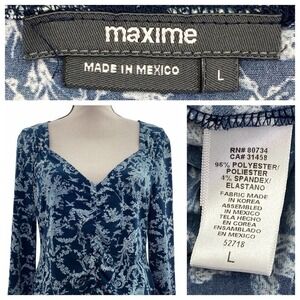 maxime
MADE IN MEXICO
L
RN# 80734
CA# 31458
96% POLYESTER/
POLIESTER
4% SPANDEX/
ELASTANO
FABRIC MADE
IN KOREA
ASSEMBLED
IN MEXICO
TELA HECHO
EN COREA
ENSAMBLADO
EN MEXICO
52718
L